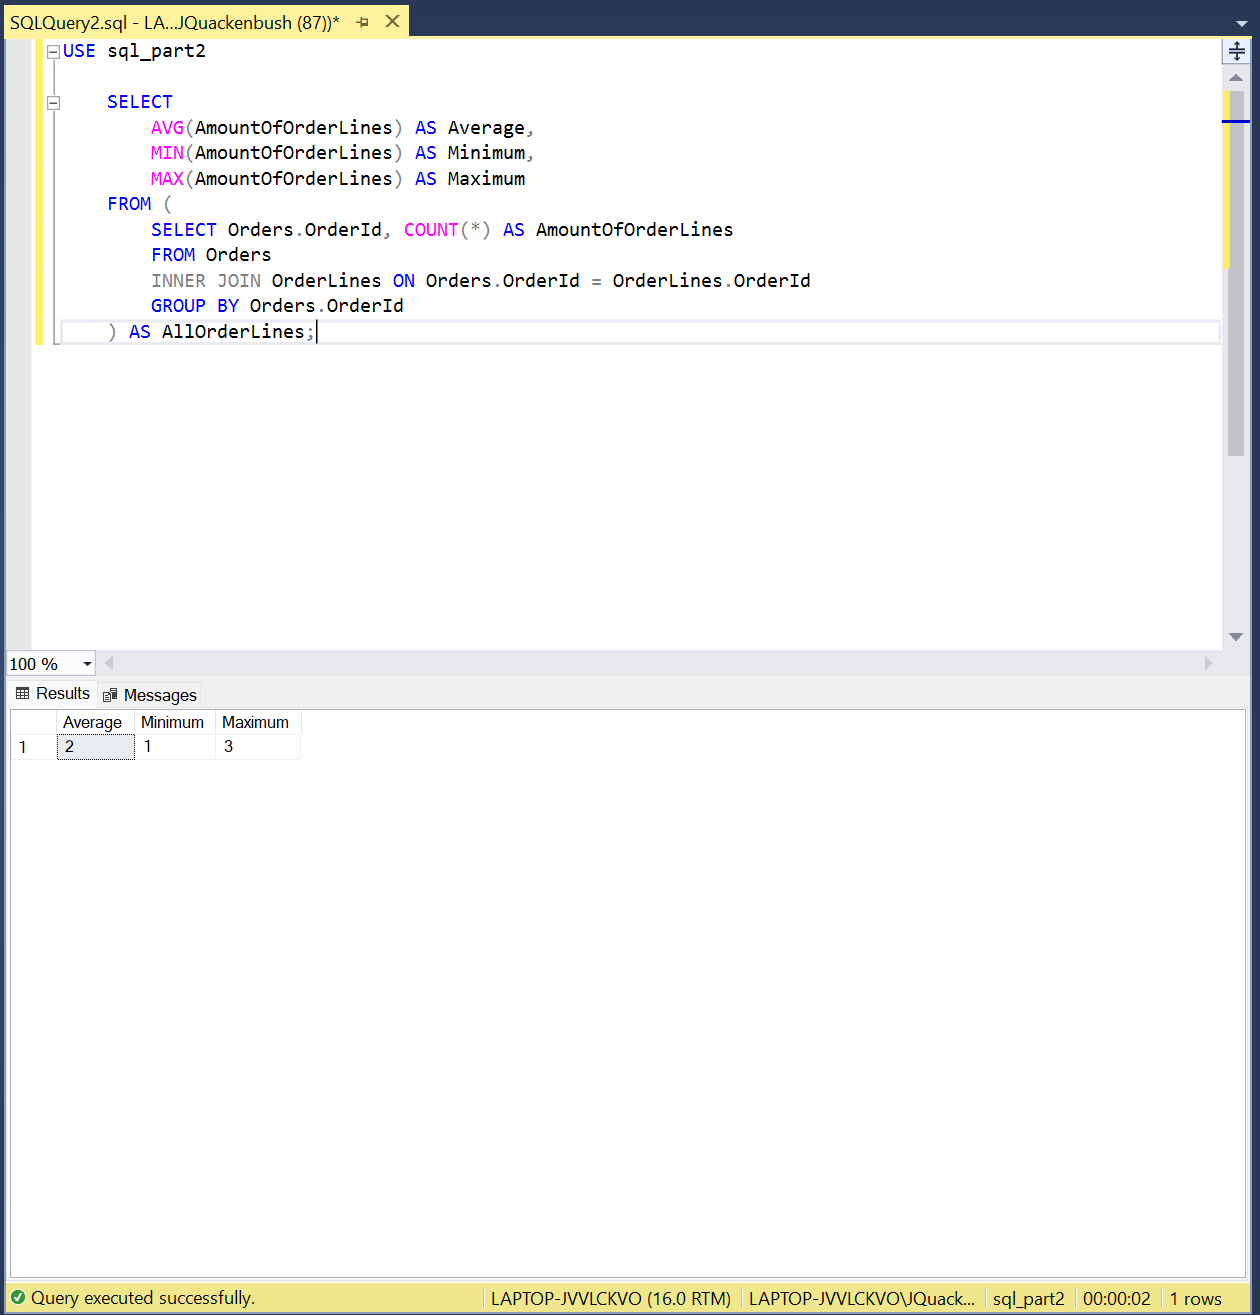 SQLQuery2.sql - LA...JQuackenbush (87))*
USE sql_part2
SELECT
AVG(AmountOfOrderLines) AS Average,
MIN(AmountOfOrderLines) AS Minimum,
MAX(AmountOfOrderLines) AS Maximum
FROM (
SELECT Orders.OrderId, COUNT(*) AS AmountOfOrderLines
FROM Orders
INNER JOIN OrderLines ON Orders.OrderId = OrderLines.OrderId
GROUP BY Orders.OrderId
) AS AllOrderLines;
100 %
Results Messages
Average Minimum Maximum
1 2 1 3
Query executed successfully. LAPTOP-JVVLCKVO (16.0 RTM) LAPTOP-JVVLCKVO\JQuack... sql_part2 00:00:02 1 rows